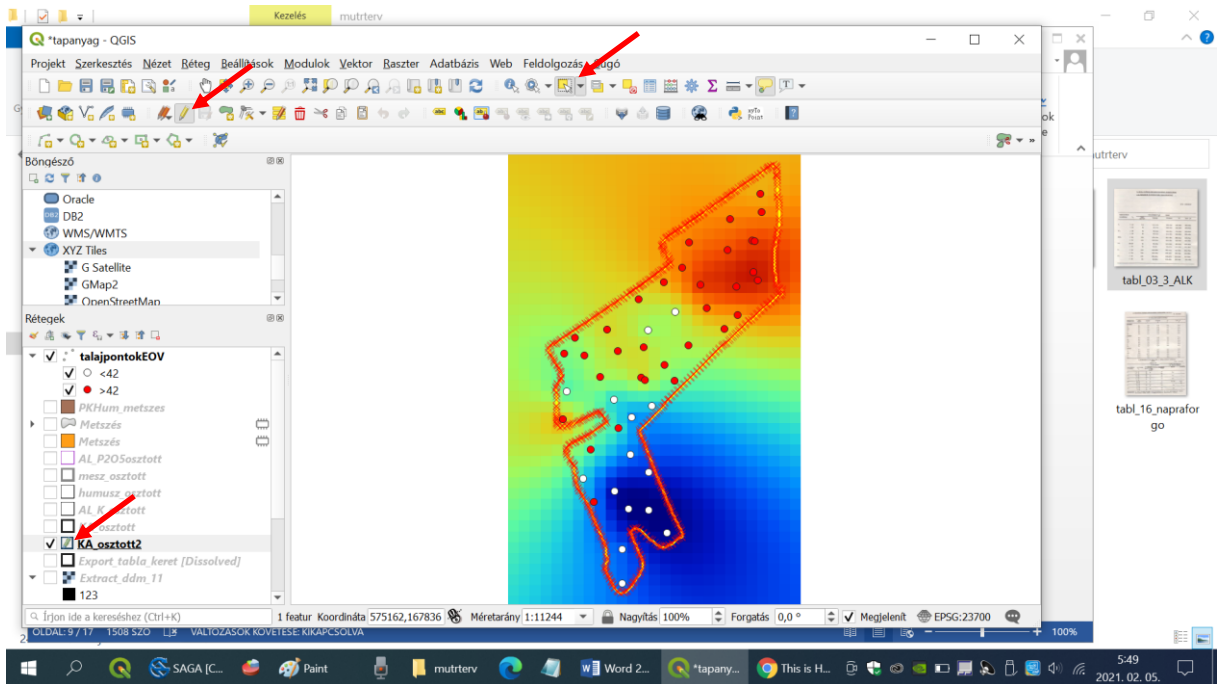 Kezelés mutrterv
*tapanyag - QGIS
Projekt Szerkesztés Nézet Réteg Beállítások Modulok Vektor Raszter Adatbázis Web Feldolgozás Súgó
Böngésző
Oracle
DB2
WMS/WMTS
XYZ Tiles
G Satellite
GMap2
OpenStreetMap
Rétegek
talajpontokEOV
<42
>42
PKHum_metszes
Metszés
Metszés
AL_P2O5osztott
mesz_osztott
humusz_osztott
AL_K_osztott
KA_osztott2
Export_tabla_keret [Dissolved]
Extract_ddm_11
123
Írjon ide a kereséshez (Ctrl+K) 1 featur Koordináta 575162,167836 Méretarány 1:11244 Nagyítás 100% Forgatás 0,0 ° Megjelenít EPSG:23700
OLDAL: 9 / 17 1508 SZÓ VÁLTOZÁSOK KÖVETÉSE: KIKAPCSOLVA 100%
mutrterv
tabl_03_3_ALK
tabl_16_naprafor
go
SAGA [C... Paint mutrterv Word 2... *tapany... This is H...
5:49
2021. 02. 05.